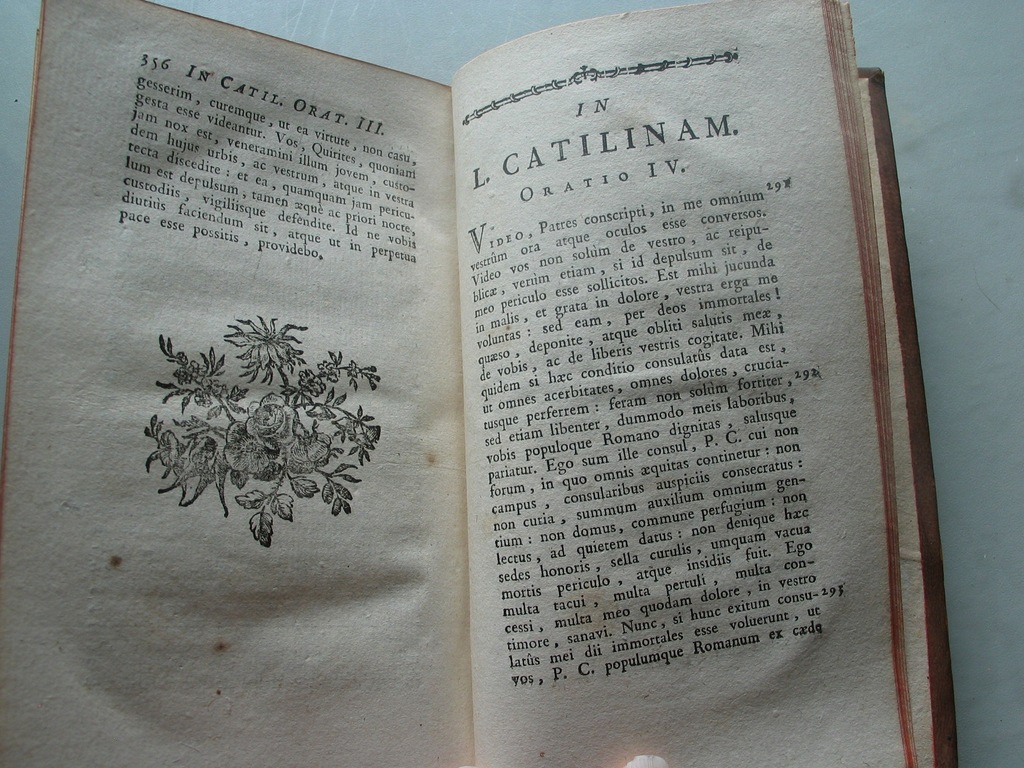 356 IN CATIL. ORAT. III.
gesserim, curemque, ut ea virtute, non casu,
gesta esse videantur. Vos, Quirites, quoniam
jam nox est, veneramini illum jovem, custo-
dem hujus urbis, ac vestrum, atque in vestra
tecta discedite : et ea, quamquam jam pericu-
lum est depulsum, tamen æquè ac priori nocte,
custodiis, vigiliisque defendite. Id ne vobis
diutiùs faciendum sit, atque ut in perpetua
pace esse possitis, providebo.
IN
L. CATILINAM.
ORATIO IV.
VIDEO, Patres conscripti, in me omnium 291
vestrûm ora atque oculos esse conversos.
Video vos non solùm de vestro, ac reipu-
blicæ, verùm etiam, si id depulsum sit, de
meo periculo esse sollicitos. Est mihi jucunda
in malis, et grata in dolore, vestra erga me
voluntas : sed eam, per deos immortales !
quæso, deponite, atque obliti salutis meæ,
de vobis, ac de liberis vestris cogitate. Mihi
quidem si hæc conditio consulatûs data est,
ut omnes acerbitates, omnes dolores, crucia-
tusque perferrem : feram non solùm fortiter, 292
sed etiam libenter, dummodo meis laboribus,
vobis populoque Romano dignitas, salusque
pariatur. Ego sum ille consul, P. C. cui non
forum, in quo omnis æquitas continetur : non
campus, consularibus auspiciis consecratus :
non curia, summum auxilium omnium gen-
tium : non domus, commune perfugium : non
lectus, ad quietem datus : non denique hæc
sedes honoris, sella curulis, umquam vacua
mortis periculo, atque insidiis fuit. Ego
multa tacui, multa pertuli, multa con-
cessi, multa meo quodam dolore, in vestro
timore, sanavi. Nunc, si hunc exitum consu- 293
latûs mei dii immortales esse voluerunt, ut
vos, P. C. populumque Romanum ex cæde